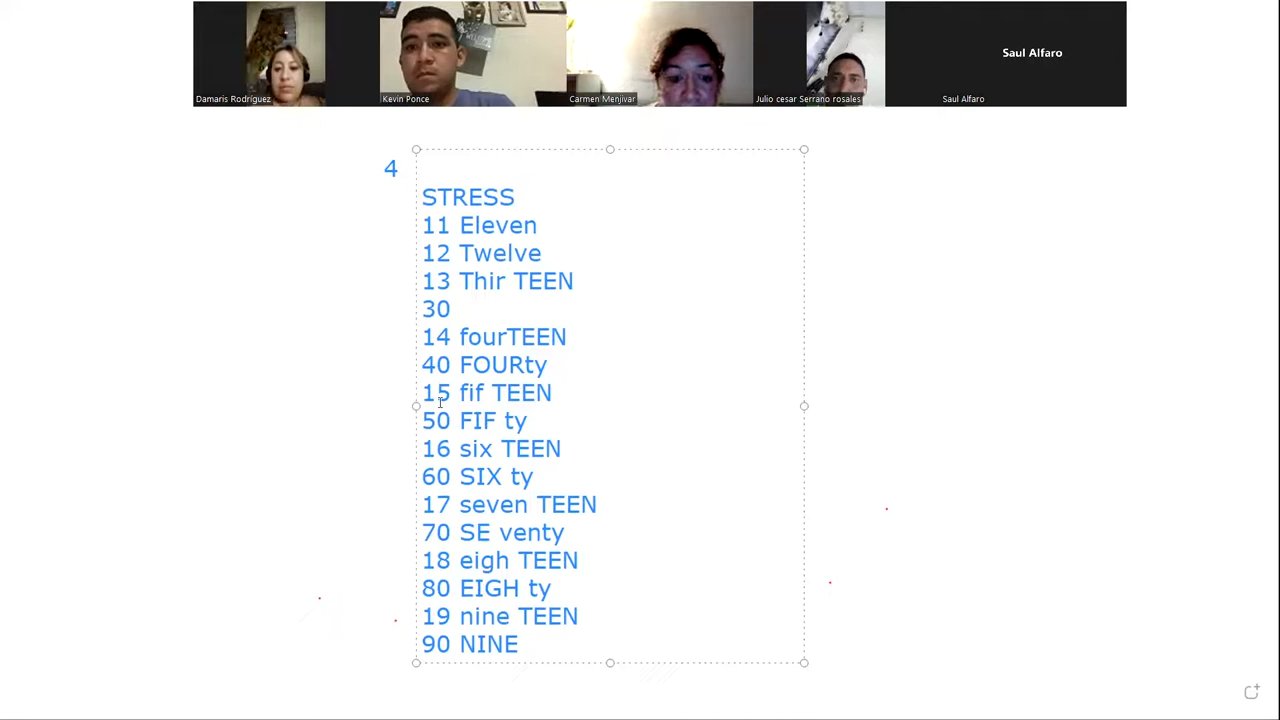 Saul Alfaro
Damaris Rodriguez
Kevin Ponce
Carmen Menjivar
Julio cesar Serrano rosales
Saul Alfaro
4
STRESS
11 Eleven
12 Twelve
13 Thir TEEN
30
14 fourTEEN
40 FOURty
15 fif TEEN
50 FIF ty
16 six TEEN
60 SIX ty
17 seven TEEN
70 SE venty
18 eigh TEEN
80 EIGH ty
19 nine TEEN
90 NINE